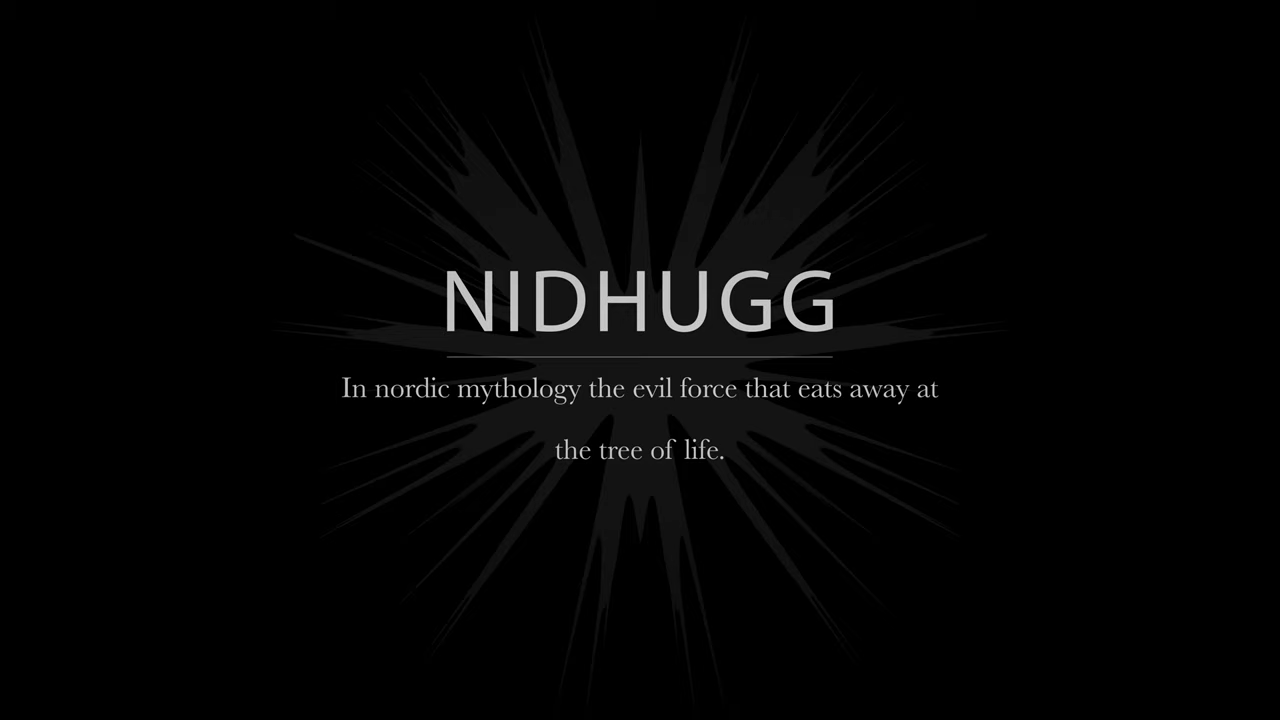 NIDHUGG
In nordic mythology the evil force that eats away at
the tree of life.